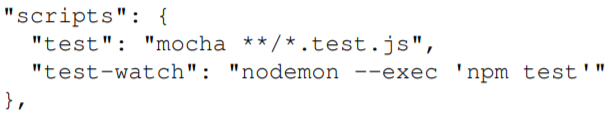 "scripts": {
  "test": "mocha **/*.test.js",
  "test-watch": "nodemon --exec 'npm test'"
},